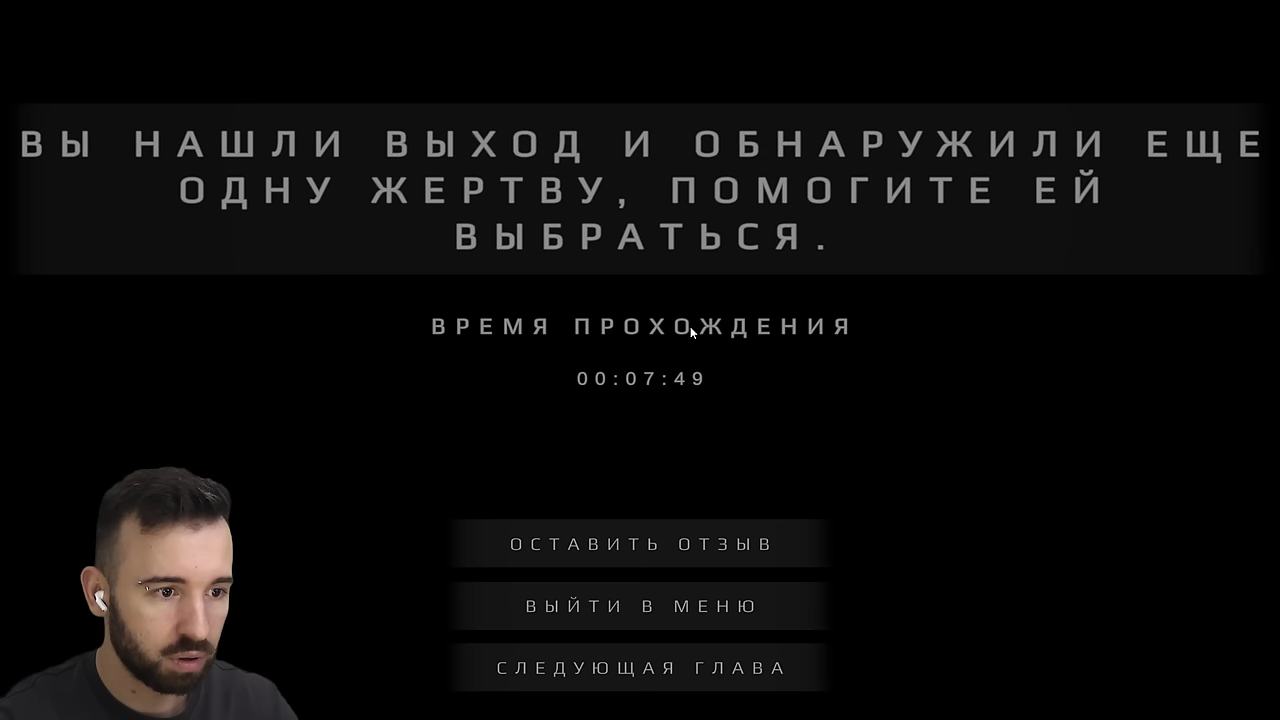 ВЫ НАШЛИ ВЫХОД И ОБНАРУЖИЛИ ЕЩЕ
ОДНУ ЖЕРТВУ, ПОМОГИТЕ ЕЙ
ВЫБРАТЬСЯ.
ВРЕМЯ ПРОХОЖДЕНИЯ
00:07:49
ОСТАВИТЬ ОТЗЫВ
ВЫЙТИ В МЕНЮ
СЛЕДУЮЩАЯ ГЛАВА